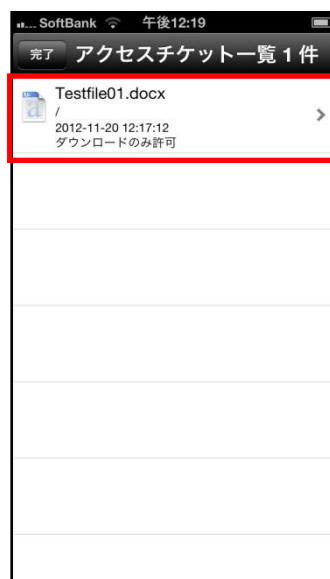 SoftBank 午後12:19
完了 アクセスチケット一覧 1 件
Testfile01.docx
/
2012-11-20 12:17:12
ダウンロードのみ許可